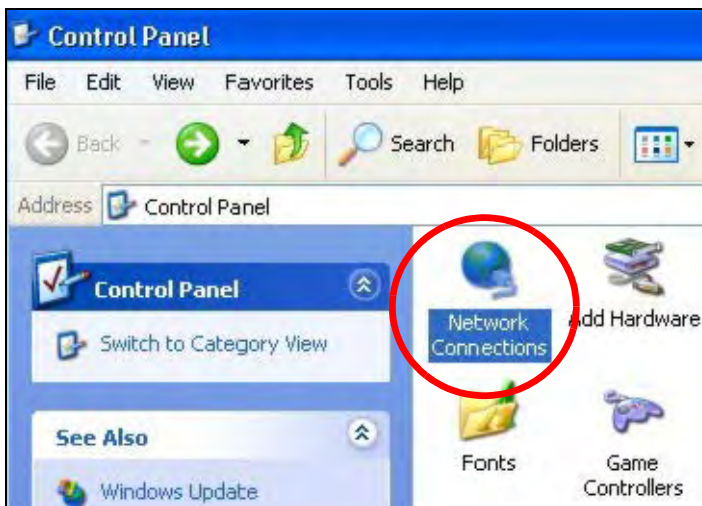 Control Panel
File Edit View Favorites Tools Help
Back Search Folders
Address Control Panel
Control Panel
Switch to Category View
See Also
Windows Update
Network
Connections
Add Hardware
Fonts
Game
Controllers